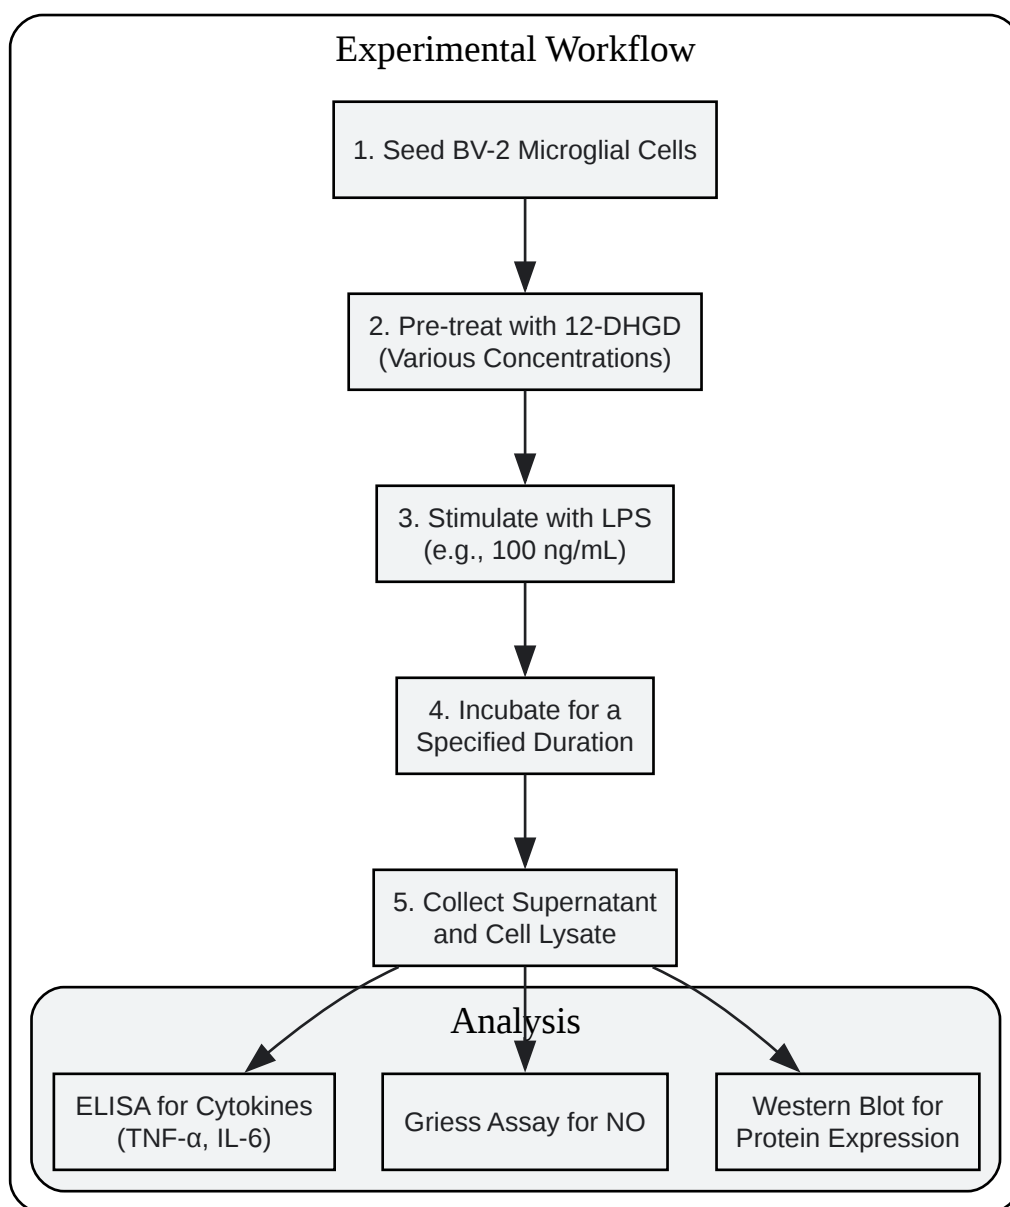 Experimental Workflow
1. Seed BV-2 Microglial Cells
2. Pre-treat with 12-DHGD
(Various Concentrations)
3. Stimulate with LPS
(e.g., 100 ng/mL)
4. Incubate for a
Specified Duration
5. Collect Supernatant
and Cell Lysate
Analysis
ELISA for Cytokines
(TNF-α, IL-6)
Griess Assay for NO
Western Blot for
Protein Expression